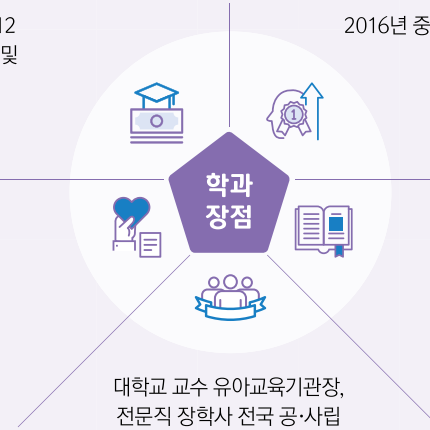 12
및
2016년 중
1
학과
장점
대학교 교수 유아교육기관장,
전문직 장학사 전국 공·사립